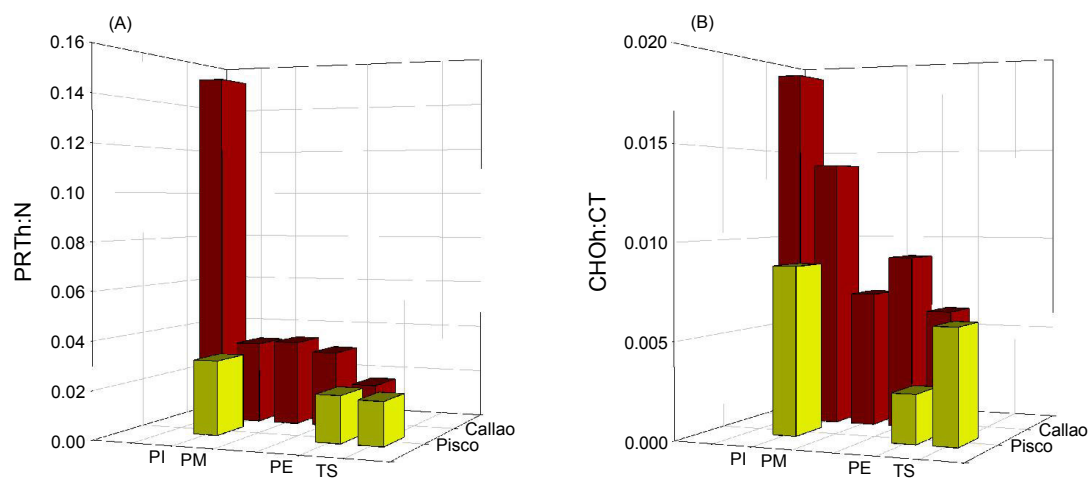 (A)
0.16
0.14
0.12
0.10
0.08
0.06
0.04
0.02
0.00
PRTh:N
PI PM PE TS
Pisco
Callao
(B)
0.020
0.015
0.010
0.005
0.000
CHOh:CT
PI PM PE TS
Pisco
Callao